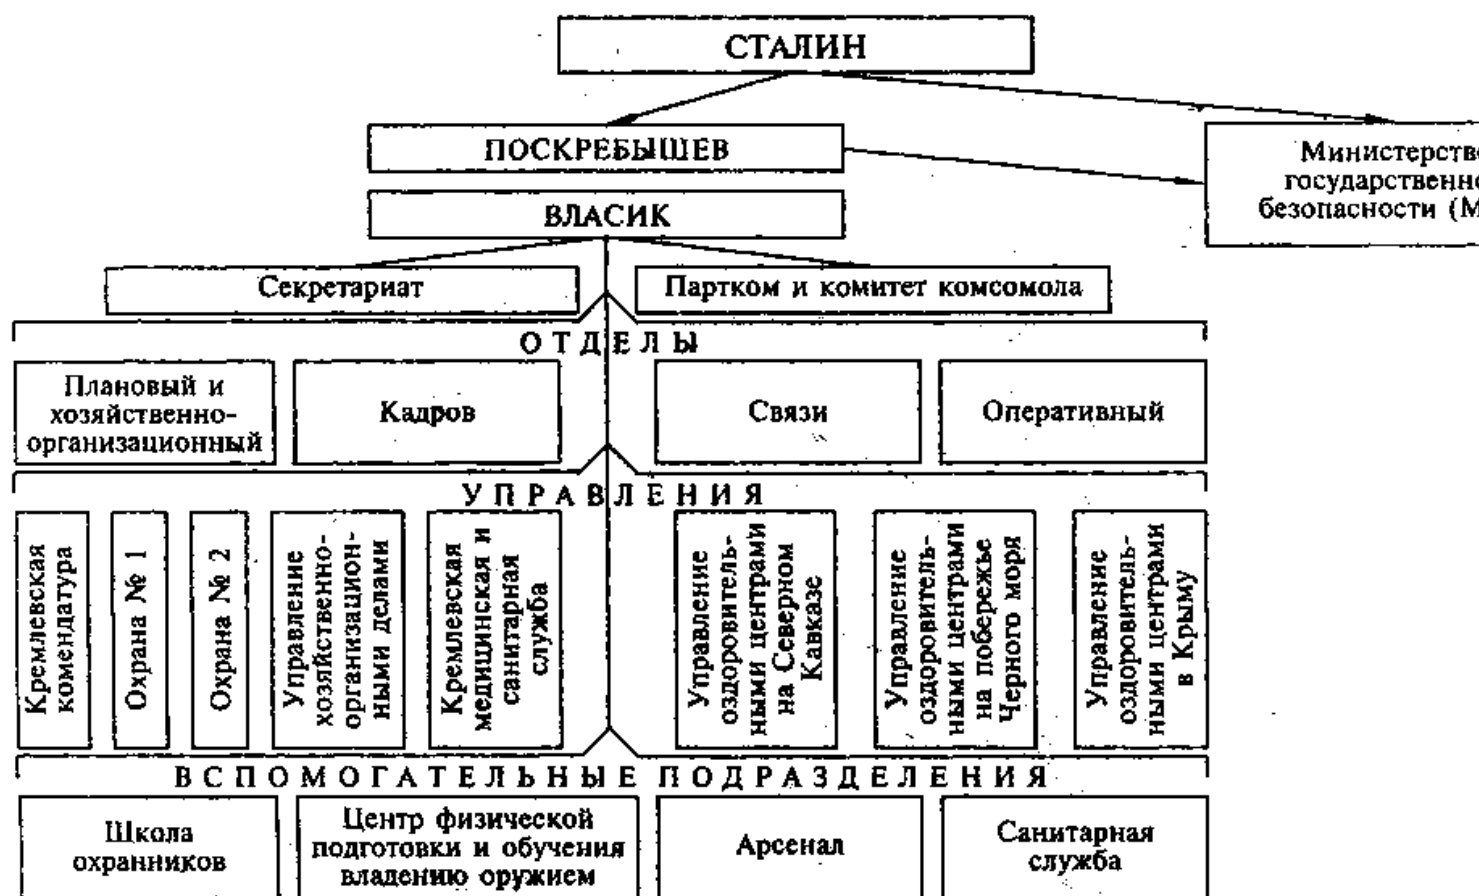 СТАЛИН
ПОСКРЕБЫШЕВ
Министерств
государственно
безопасности (М
ВЛАСИК
Секретариат
Партком и комитет комсомола
ОТДЕЛЫ
Плановый и
хозяйственно-
организационный
Кадров
Связи
Оперативный
УПРАВЛЕНИЯ
Кремлевская
комендатура
Охрана № 1
Охрана № 2
Управление
хозяйственно-
организацион-
ными делами
Кремлевская
медицинская и
санитарная
служба
Управление
оздоровитель-
ными центрами
на Северном
Кавказе
Управление
оздоровитель-
ными центрами
на побережье
Черного моря
Управление
оздоровитель-
ными центрами
в Крыму
ВСПОМОГАТЕЛЬНЫЕ ПОДРАЗДЕЛЕНИЯ
Школа
охранников
Центр физической
подготовки и обучения
владению оружием
Арсенал
Санитарная
служба